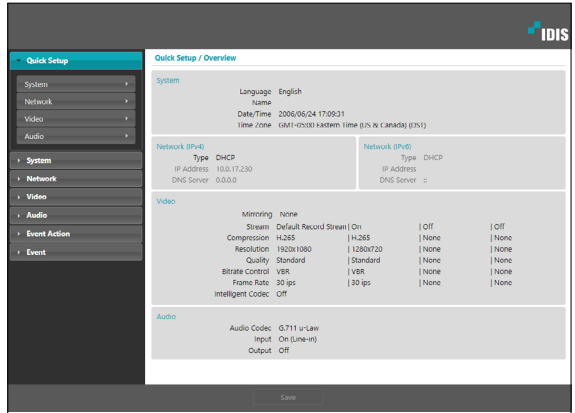 IDIS
Quick Setup
System
Network
Video
Audio
System
Network
Video
Audio
Event Action
Event
Quick Setup / Overview
System
Language English
Name
Date/Time 2006/06/24 17:09:31
Time Zone GMT-05:00 Eastern Time (US & Canada) (DST)
Network (IPv4)
Type DHCP
IP Address 10.0.17.230
DNS Server 0.0.0.0
Network (IPv6)
Type DHCP
IP Address
DNS Server ::
Video
Mirroring None
Stream Default Record Strean | On | Off | Off
Compression H.265 | H.265 | None | None
Resolution 1920x1080 | 1280x720 | None | None
Quality Standard | Standard | None | None
Bitrate Control VBR | VBR | None | None
Frame Rate 30 ips | 30 ips | None | None
Intelligent Codec Off
Audio
Audio Codec G.711 u-Law
Input On (Line-in)
Output Off
Save